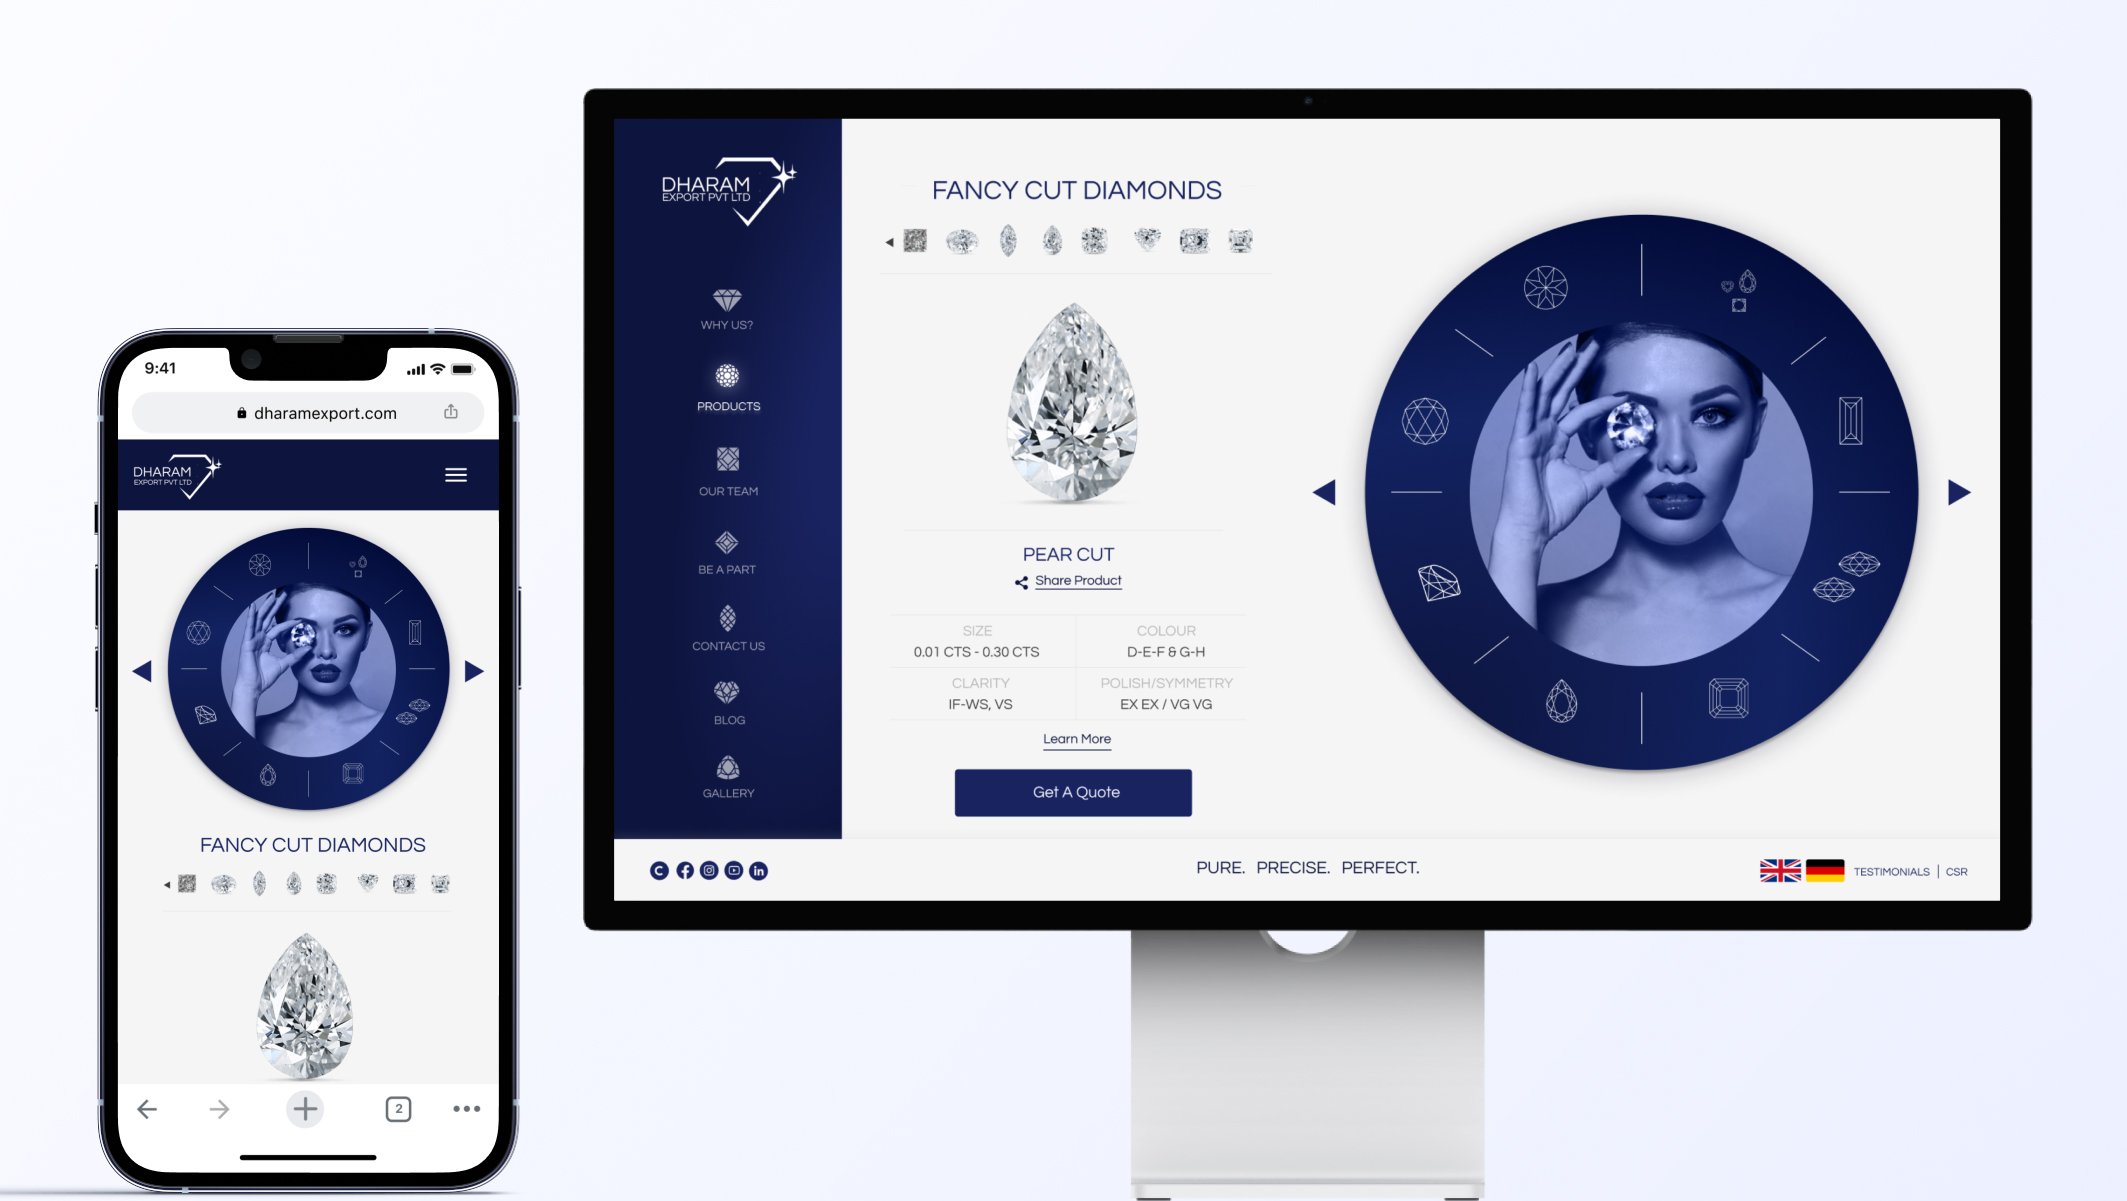 9:41
dharamexport.com
DHARAM
EXPORT PVT LTD
FANCY CUT DIAMONDS
2
DHARAM
EXPORT PVT LTD
WHY US?
PRODUCTS
OUR TEAM
BE A PART
CONTACT US
BLOG
GALLERY
FANCY CUT DIAMONDS
PEAR CUT
Share Product
SIZE
0.01 CTS - 0.30 CTS
COLOUR
D-E-F & G-H
CLARITY
IF-WS, VS
POLISH/SYMMETRY
EX EX / VG VG
Learn More
Get A Quote
PURE. PRECISE. PERFECT.
TESTIMONIALS | CSR